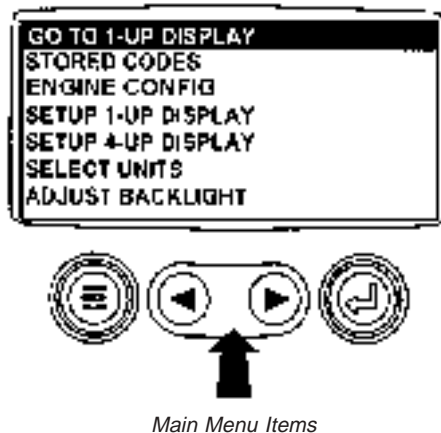 GO TO 1-UP DISPLAY
STORED CODES
ENGINE CONFIG
SETUP 1-UP DISPLAY
SETUP 4-UP DISPLAY
SELECT UNITS
ADJUST BACKLIGHT
Main Menu Items